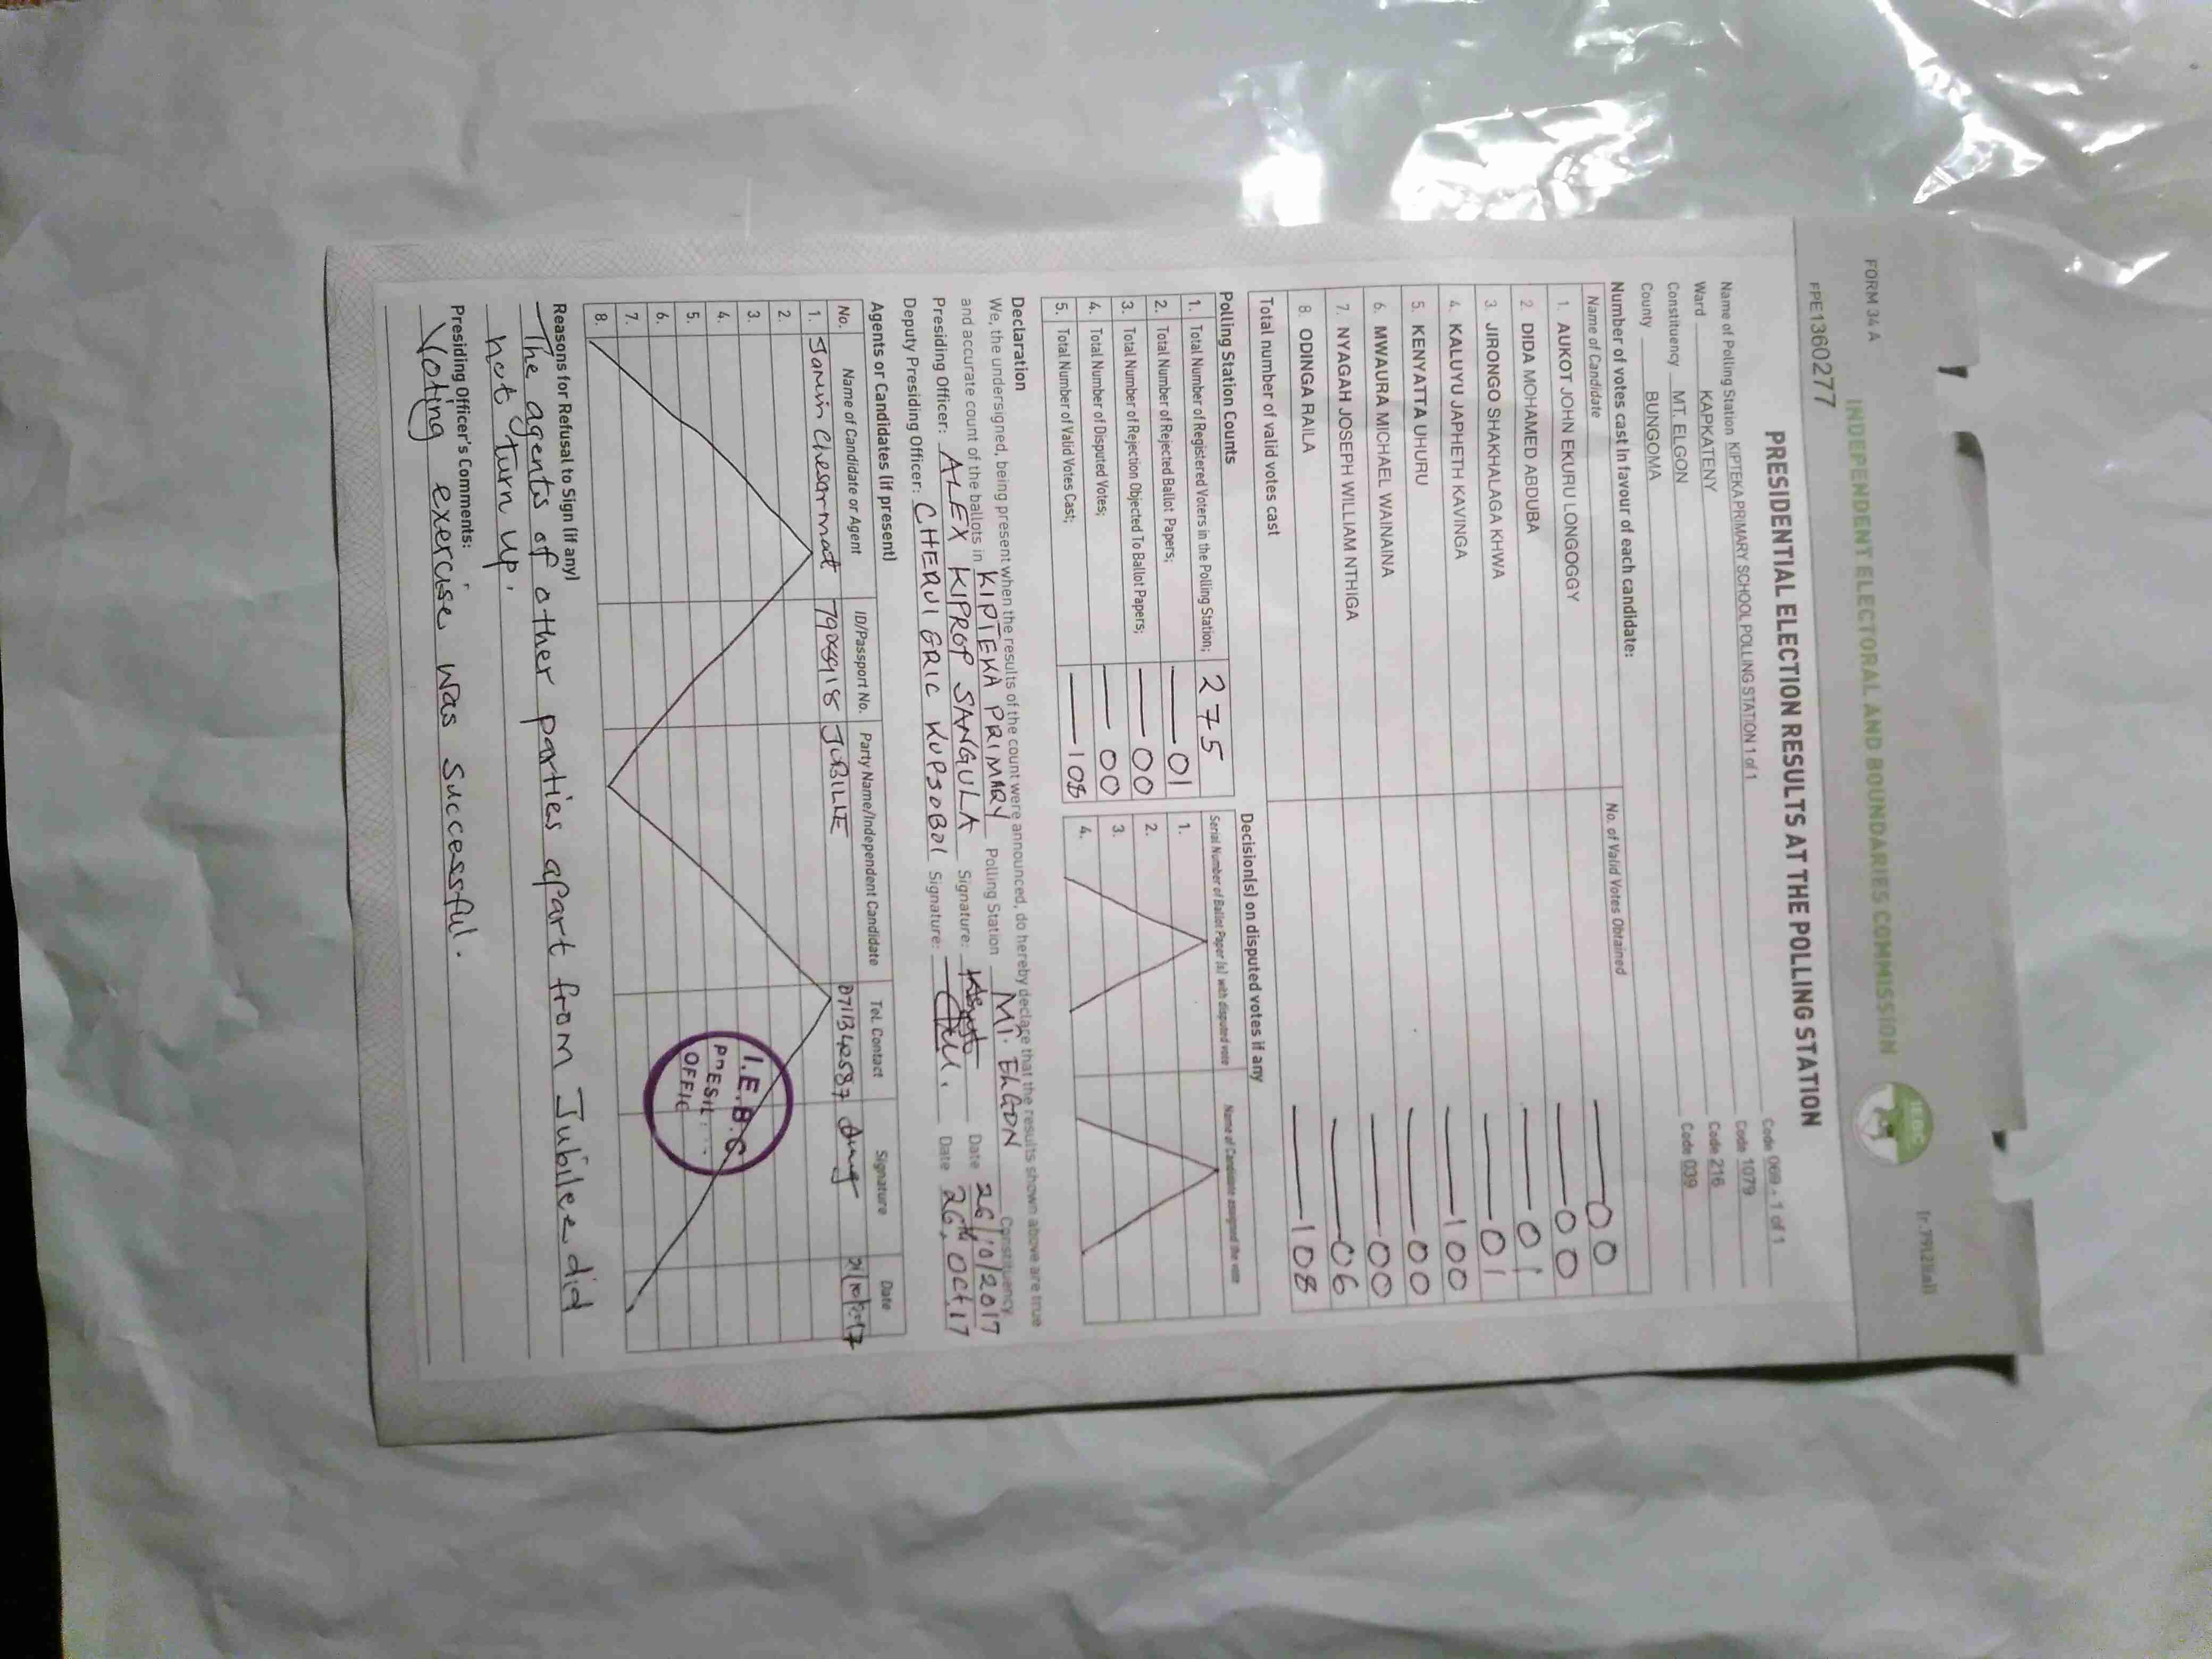 FORM 34 A
Ir.39(2)(a)
INDEPENDENT ELECTORAL AND BOUNDARIES COMMISSION
IEBC
FPE1360277
PRESIDENTIAL ELECTION RESULTS AT THE POLLING STATION
Name of Polling Station KIPTEKA PRIMARY SCHOOL POLLING STATION 1 of 1 Code 069 - 1 of 1
Ward KAPKATENY Code 1079
Constituency MT. ELGON Code 216
County BUNGOMA Code 039
Number of votes cast in favour of each candidate:
Name of Candidate No. of Valid Votes Obtained
1. AUKOT JOHN EKURU LONGOGGY 00
2. DIDA MOHAMED ABDUBA 00
3. JIRONGO SHAKHALAGA KHWA 01
4. KALUYU JAPHETH KAVINGA 01
5. KENYATTA UHURU 100
6. MWAURA MICHAEL WAINAINA 00
7. NYAGAH JOSEPH WILLIAM NTHIGA 00
8. ODINGA RAILA 06
Total number of valid votes cast 108
Polling Station Counts
1. Total Number of Registered Voters in the Polling Station; 275
2. Total Number of Rejected Ballot Papers; 01
3. Total Number of Rejection Objected To Ballot Papers; 00
4. Total Number of Disputed Votes; 00
5. Total Number of Valid Votes Cast; 108
Decision(s) on disputed votes if any
Serial Number of Ballot Paper (s) with disputed vote Name of Candidate assigned the vote
1.
2.
3.
4.
Declaration
We, the undersigned, being present when the results of the count were announced, do hereby declare that the results shown above are true
and accurate count of the ballots in KIPTEKA PRIMARY Polling Station MT. ELGON Constituency.
Presiding Officer: ALEX KIPROP SANGULA Signature: Date 26/10/2017
Deputy Presiding Officer: CHERUI ERIC KUPSOBOI Signature: Date 26th, Oct. 17
Agents or Candidates (if present)
No. Name of Candidate or Agent ID/Passport No. Party Name/Independent Candidate Tel. Contact Signature Date
1. Chesarmat JUBILLE
2.
3.
4.
5.
6.
7.
8.
I.E.B.C
PRESI
OFFIC
Reasons for Refusal to Sign (if any)
The agents of other parties apart from Jubilee did
not turn up.
Presiding Officer's Comments:
Voting exercise was successful.